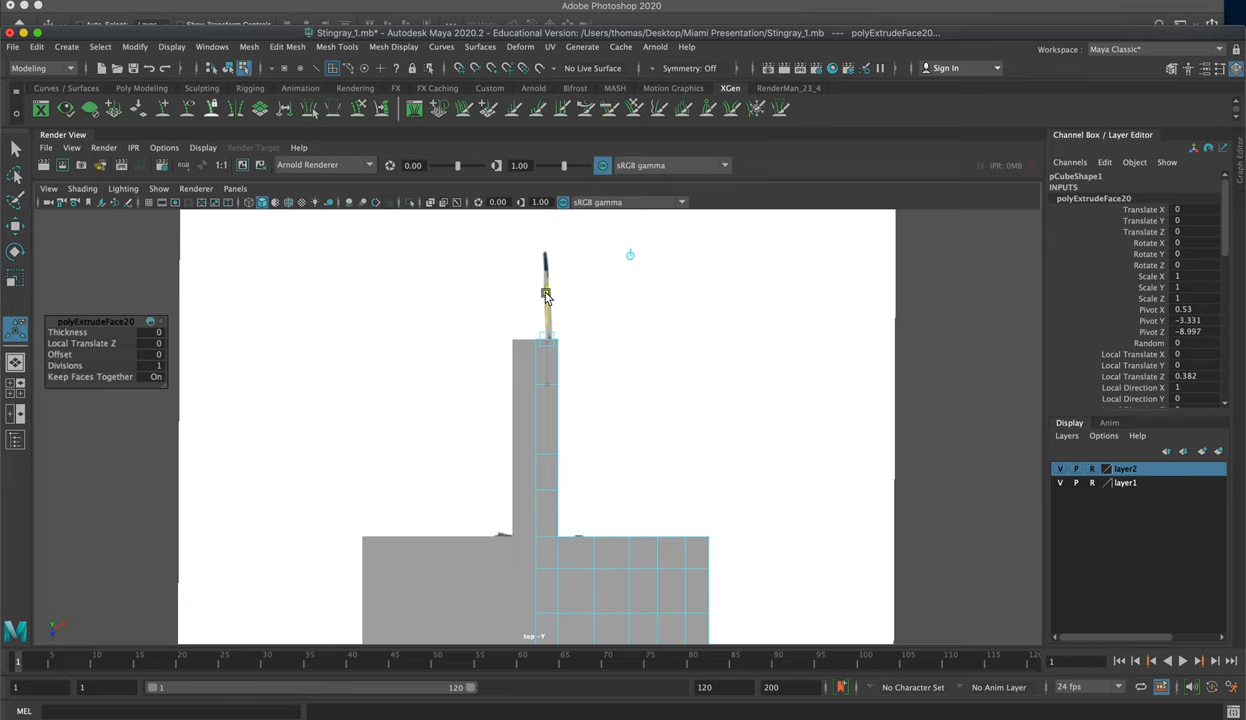 Adobe Photoshop 2020
Stingray_1.mb* - Autodesk Maya 2020.2 - Educational Version: /Users/thomas/Desktop/Miami Presentation/Stingray_1.mb --- polyExtrudeFace20...
File Edit Create Select Modify Display Windows Mesh Edit Mesh Mesh Tools Mesh Display Curves Surfaces Deform UV Generate Cache Arnold Help
Workspace : Maya Classic*
Modeling No Live Surface Symmetry: Off Sign In
Curves / Surfaces Poly Modeling Sculpting Rigging Animation Rendering FX FX Caching Custom Arnold Bifrost MASH Motion Graphics XGen RenderMan_23_4
Render View
File View Render IPR Options Display Render Target Help
1:1 Arnold Renderer 0.00 1.00 sRGB gamma IPR: 0MB
View Shading Lighting Show Renderer Panels
0.00 1.00 sRGB gamma
polyExtrudeFace20
Thickness 0
Local Translate Z 0
Offset 0
Divisions 1
Keep Faces Together On
top -Y
Channel Box / Layer Editor
Channels Edit Object Show
pCubeShape1
INPUTS
polyExtrudeFace20
Translate X 0
Translate Y 0
Translate Z 0
Rotate X 0
Rotate Y 0
Rotate Z 0
Scale X 1
Scale Y 1
Scale Z 1
Pivot X 0.53
Pivot Y -3.331
Pivot Z -8.997
Random 0
Local Translate X 0
Local Translate Y 0
Local Translate Z 0.382
Local Direction X 1
Local Direction Y 0
Display Anim
Layers Options Help
V P R layer2
V P R layer1
Graph Editor
1 5 10 15 20 25 30 35 40 45 50 55 60 65 70 75 80 85 90 95 100 105 110 115 120
1
1 1 1 120 120 200 No Character Set No Anim Layer 24 fps
MEL